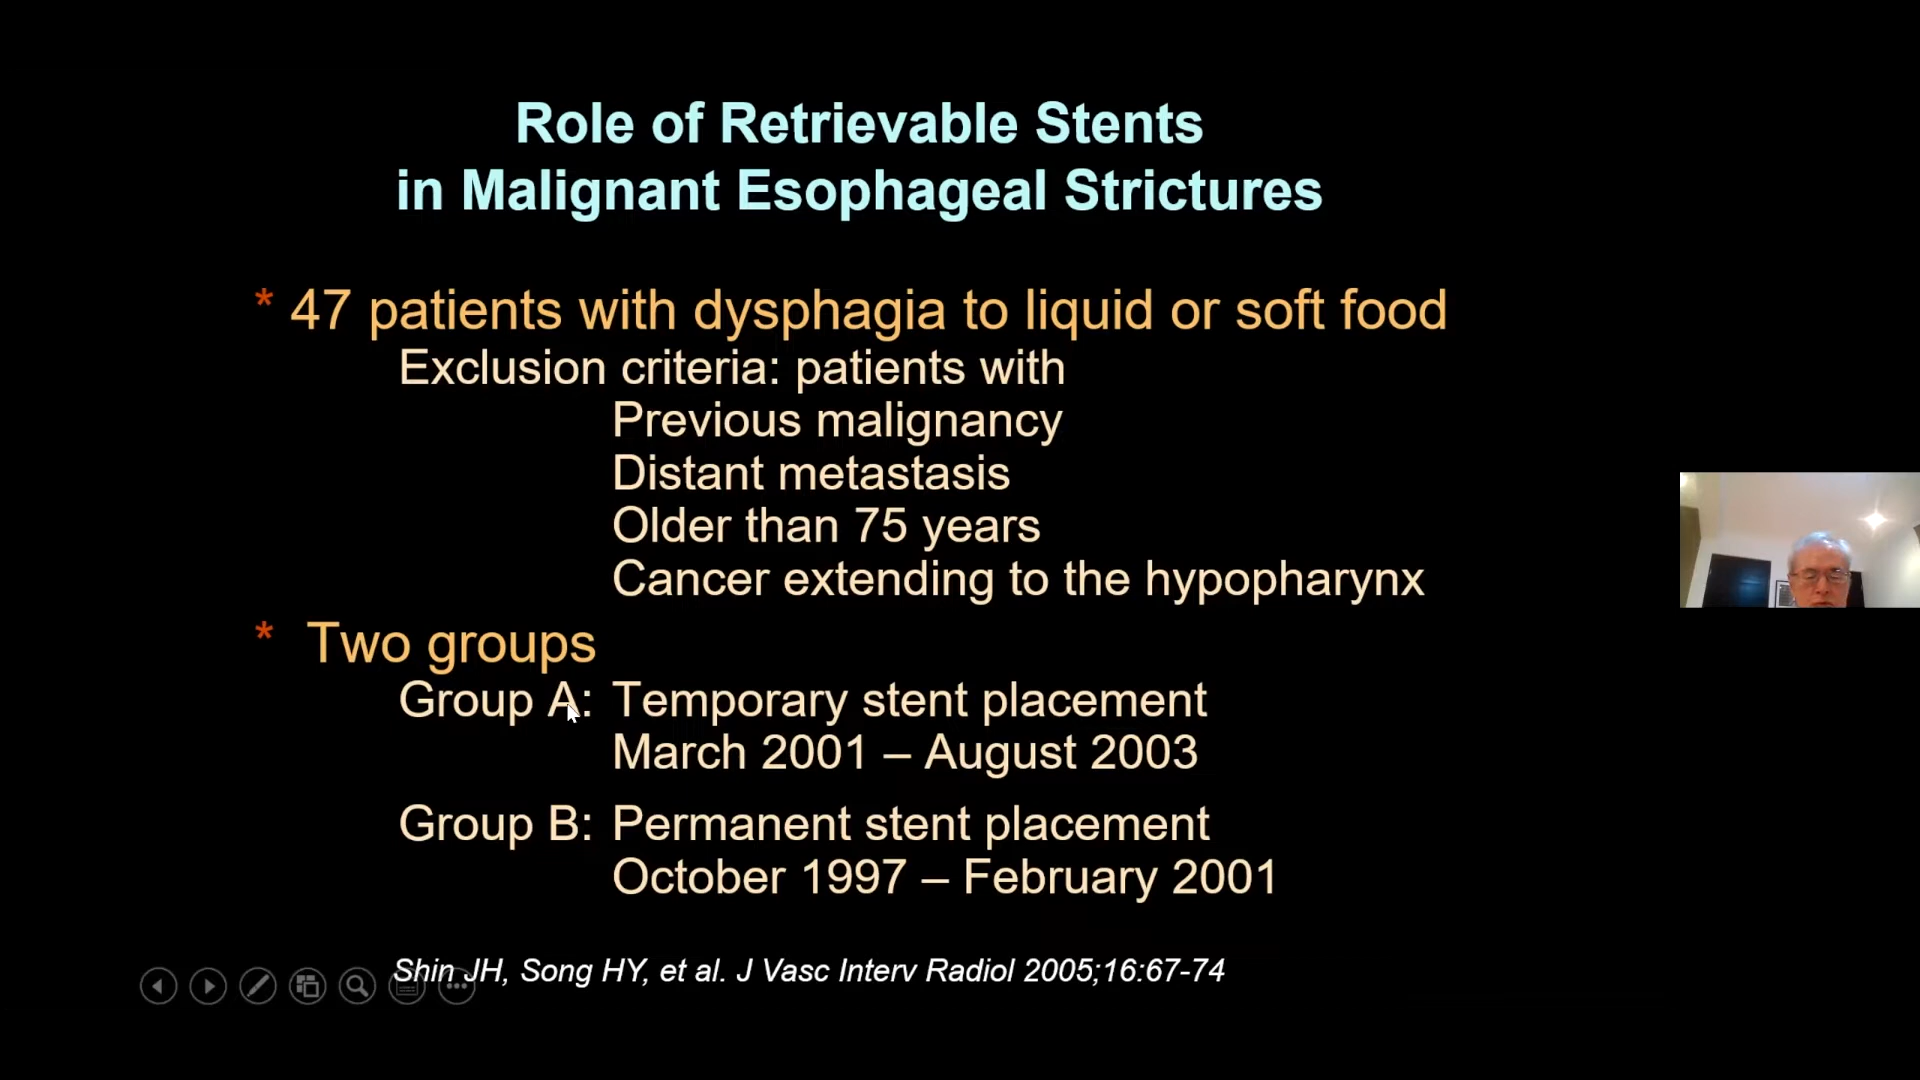 Role of Retrievable Stents
in Malignant Esophageal Strictures
* 47 patients with dysphagia to liquid or soft food
Exclusion criteria: patients with
Previous malignancy
Distant metastasis
Older than 75 years
Cancer extending to the hypopharynx
* Two groups
Group A: Temporary stent placement
March 2001 – August 2003
Group B: Permanent stent placement
October 1997 – February 2001
Shin JH, Song HY, et al. J Vasc Interv Radiol 2005;16:67-74